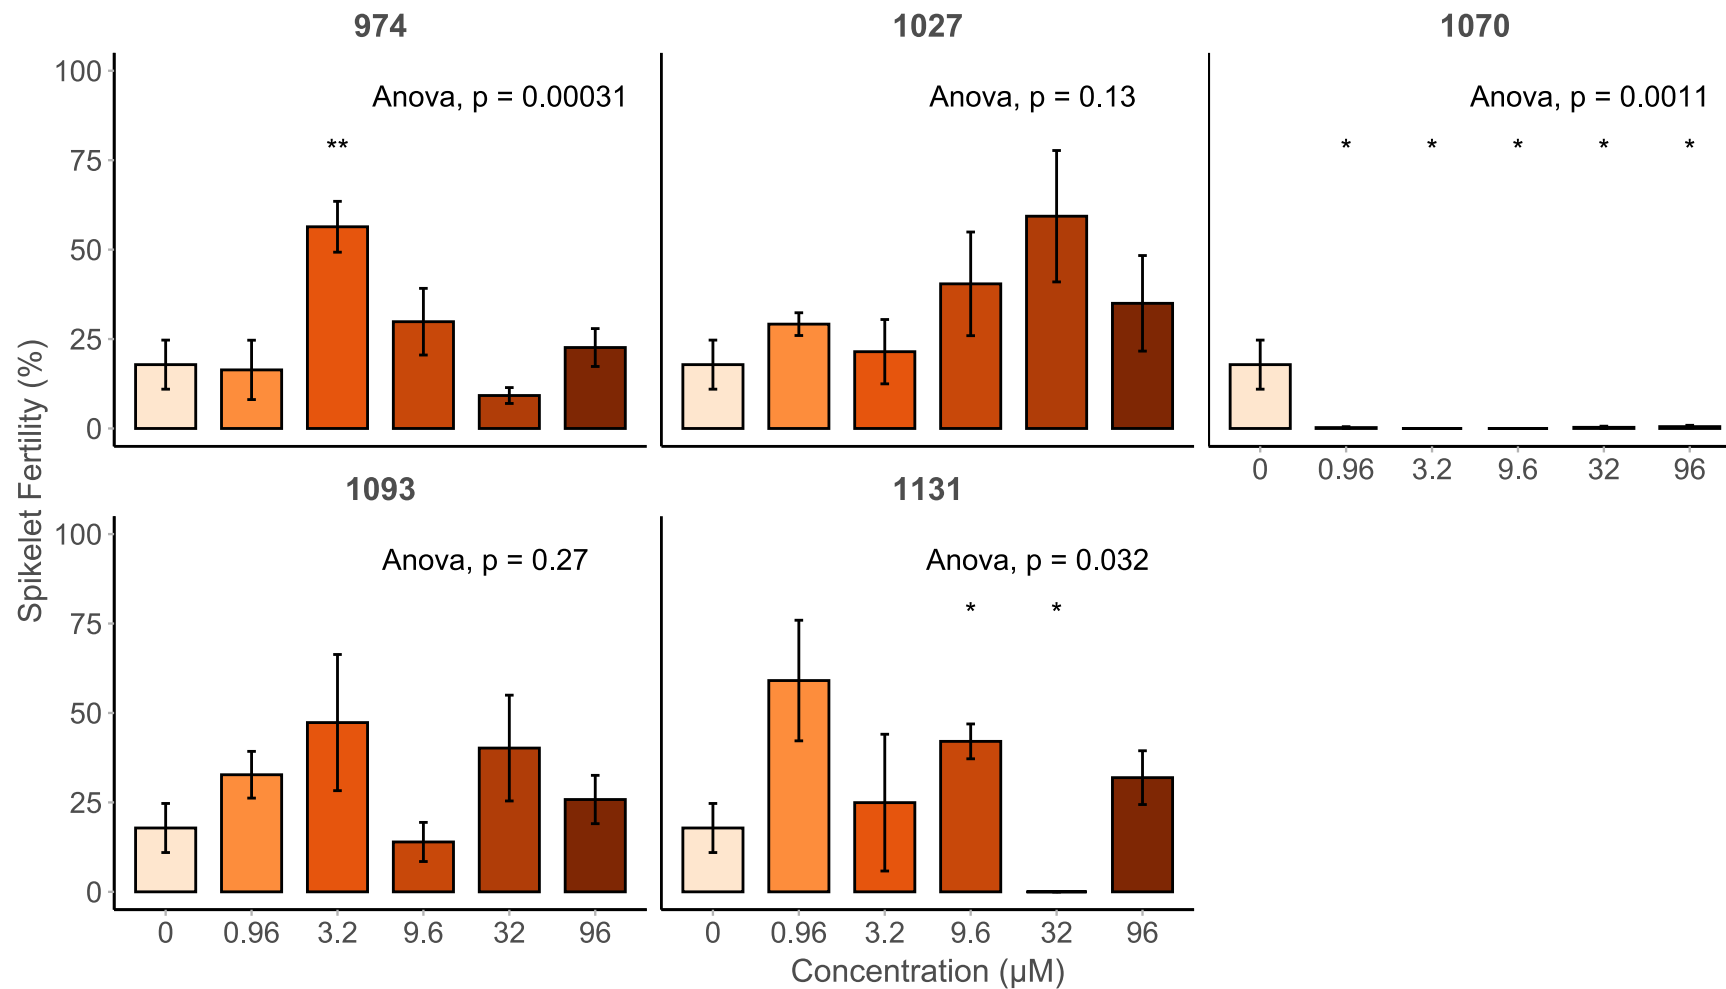 974
1027
1070
Anova, p = 0.00031
Anova, p = 0.13
Anova, p = 0.0011
**
* * * * *
100
75
50
25
0
0 0.96 3.2 9.6 32 96
Spikelet Fertility (%)
1093
1131
Anova, p = 0.27
Anova, p = 0.032
* *
100
75
50
25
0
0 0.96 3.2 9.6 32 96
0 0.96 3.2 9.6 32 96
Concentration (µM)